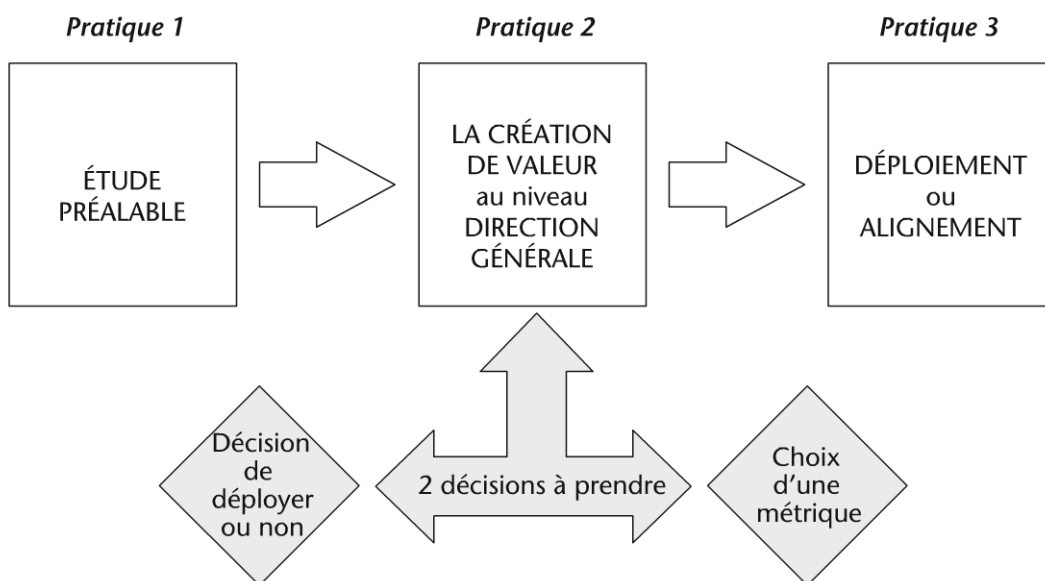 Pratique 1
Pratique 2
Pratique 3
ÉTUDE
PRÉALABLE
LA CRÉATION
DE VALEUR
au niveau
DIRECTION
GÉNÉRALE
DÉPLOIEMENT
ou
ALIGNEMENT
Décision
de
déployer
ou non
2 décisions à prendre
Choix
d'une
métrique